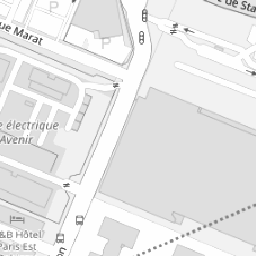 ue Marat
t de Sta
e électrique
Avenir
&B Hôtel
Paris Est
on
P
P